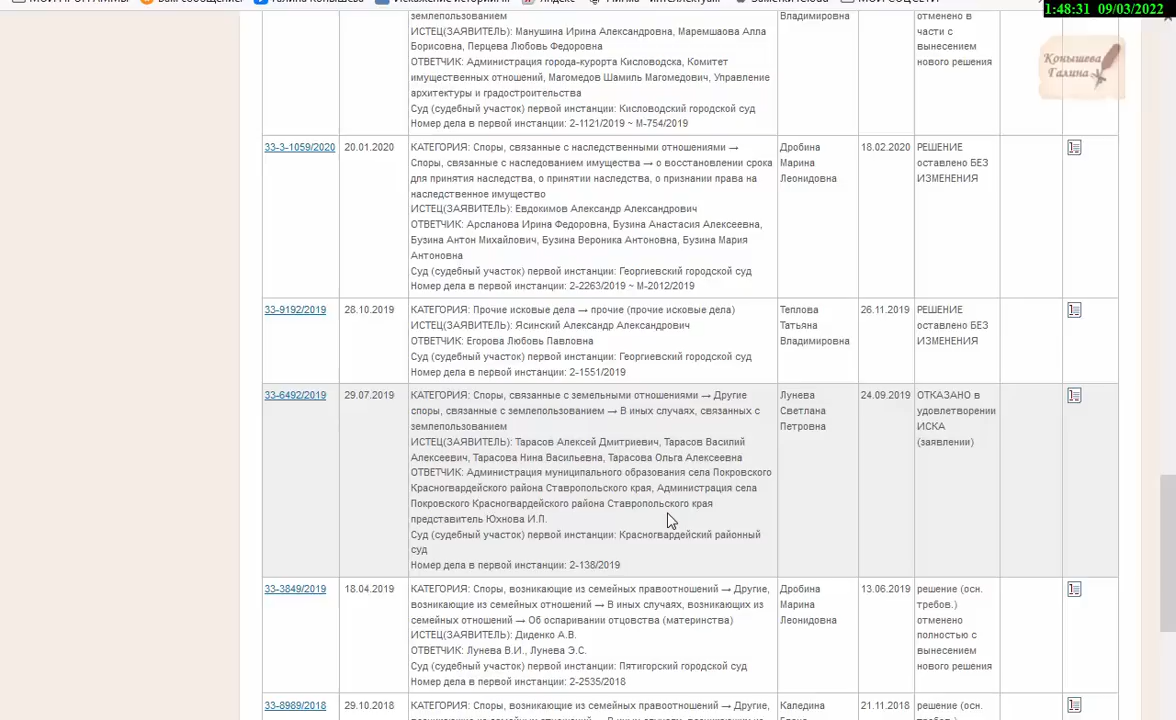 МОИ ПРОГРАММЫ
1:48:31 09/03/2022
МОИ СОЦСЕТИ
Конышева
Галина
землепользованием
ИСТЕЦ(ЗАЯВИТЕЛЬ): Манушина Ирина Александровна, Маремшаова Алла
Борисовна, Перцева Любовь Федоровна
ОТВЕТЧИК: Администрация города-курорта Кисловодска, Комитет
имущественных отношений, Магомедов Шамиль Магомедович, Управление
архитектуры и градостроительства
Суд (судебный участок) первой инстанции: Кисловодский городской суд
Номер дела в первой инстанции: 2-1121/2019 ~ М-754/2019
Владимировна
отменено в
части с
вынесением
нового решения
33-3-1059/2020
20.01.2020
КАТЕГОРИЯ: Споры, связанные с наследственными отношениями →
Споры, связанные с наследованием имущества → о восстановлении срока
для принятия наследства, о принятии наследства, о признании права на
наследственное имущество
ИСТЕЦ(ЗАЯВИТЕЛЬ): Евдокимов Александр Александрович
ОТВЕТЧИК: Арсланова Ирина Федоровна, Бузина Анастасия Алексеевна,
Бузина Антон Михайлович, Бузина Вероника Антоновна, Бузина Мария
Антоновна
Суд (судебный участок) первой инстанции: Георгиевский городской суд
Номер дела в первой инстанции: 2-2263/2019 ~ М-2012/2019
Дробина
Марина
Леонидовна
18.02.2020
РЕШЕНИЕ
оставлено БЕЗ
ИЗМЕНЕНИЯ
33-9192/2019
28.10.2019
КАТЕГОРИЯ: Прочие исковые дела → прочие (прочие исковые дела)
ИСТЕЦ(ЗАЯВИТЕЛЬ): Ясинский Александр Александрович
ОТВЕТЧИК: Егорова Любовь Павловна
Суд (судебный участок) первой инстанции: Георгиевский городской суд
Номер дела в первой инстанции: 2-1551/2019
Теплова
Татьяна
Владимировна
26.11.2019
РЕШЕНИЕ
оставлено БЕЗ
ИЗМЕНЕНИЯ
33-6492/2019
29.07.2019
КАТЕГОРИЯ: Споры, связанные с земельными отношениями → Другие
споры, связанные с землепользованием → В иных случаях, связанных с
землепользованием
ИСТЕЦ(ЗАЯВИТЕЛЬ): Тарасов Алексей Дмитриевич, Тарасов Василий
Алексеевич, Тарасова Нина Васильевна, Тарасова Ольга Алексеевна
ОТВЕТЧИК: Администрация муниципального образования села Покровского
Красногвардейского района Ставропольского края, Администрация села
Покровского Красногвардейского района Ставропольского края
представитель Юхнова И.П.
Суд (судебный участок) первой инстанции: Красногвардейский районный
суд
Номер дела в первой инстанции: 2-138/2019
Лунева
Светлана
Петровна
24.09.2019
ОТКАЗАНО в
удовлетворении
ИСКА
(заявлении)
33-3849/2019
18.04.2019
КАТЕГОРИЯ: Споры, возникающие из семейных правоотношений → Другие,
возникающие из семейных отношений → В иных случаях, возникающих из
семейных отношений → Об оспаривании отцовства (материнства)
ИСТЕЦ(ЗАЯВИТЕЛЬ): Диденко А.В.
ОТВЕТЧИК: Лунева В.И., Лунева Э.С.
Суд (судебный участок) первой инстанции: Пятигорский городской суд
Номер дела в первой инстанции: 2-2535/2018
Дробина
Марина
Леонидовна
13.06.2019
решение (осн.
требов.)
отменено
полностью с
вынесением
нового решения
33-8989/2018
29.10.2018
КАТЕГОРИЯ: Споры, возникающие из семейных правоотношений → Другие,
Каледина
21.11.2018
решение (осн.